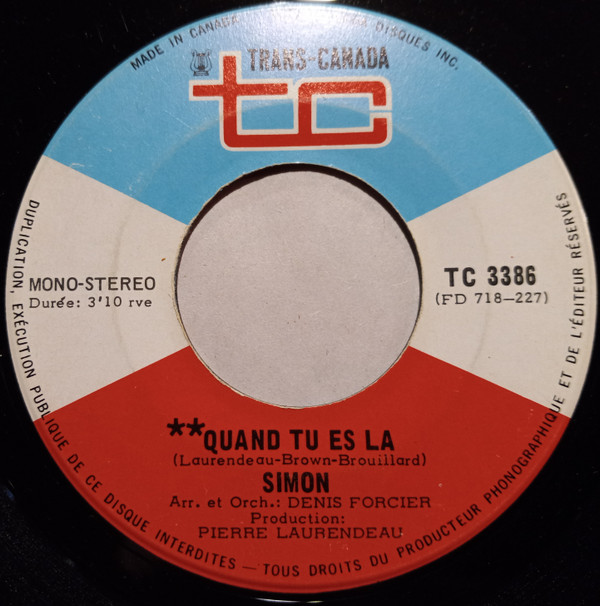 MADE IN CANADA
DISQUES INC.
TRANS-CANADA
tc
MONO-STEREO
Durée: 3'10 rve
TC 3386
(FD 718—227)
**QUAND TU ES LA
(Laurendeau-Brown-Brouillard)
SIMON
Arr. et Orch.: DENIS FORCIER
Production:
PIERRE LAURENDEAU
DUPLICATION, EXÉCUTION PUBLIQUE DE CE DISQUE INTERDITES — TOUS DROITS DU PRODUCTEUR PHONOGRAPHIQUE ET DE L'ÉDITEUR RÉSERVÉS